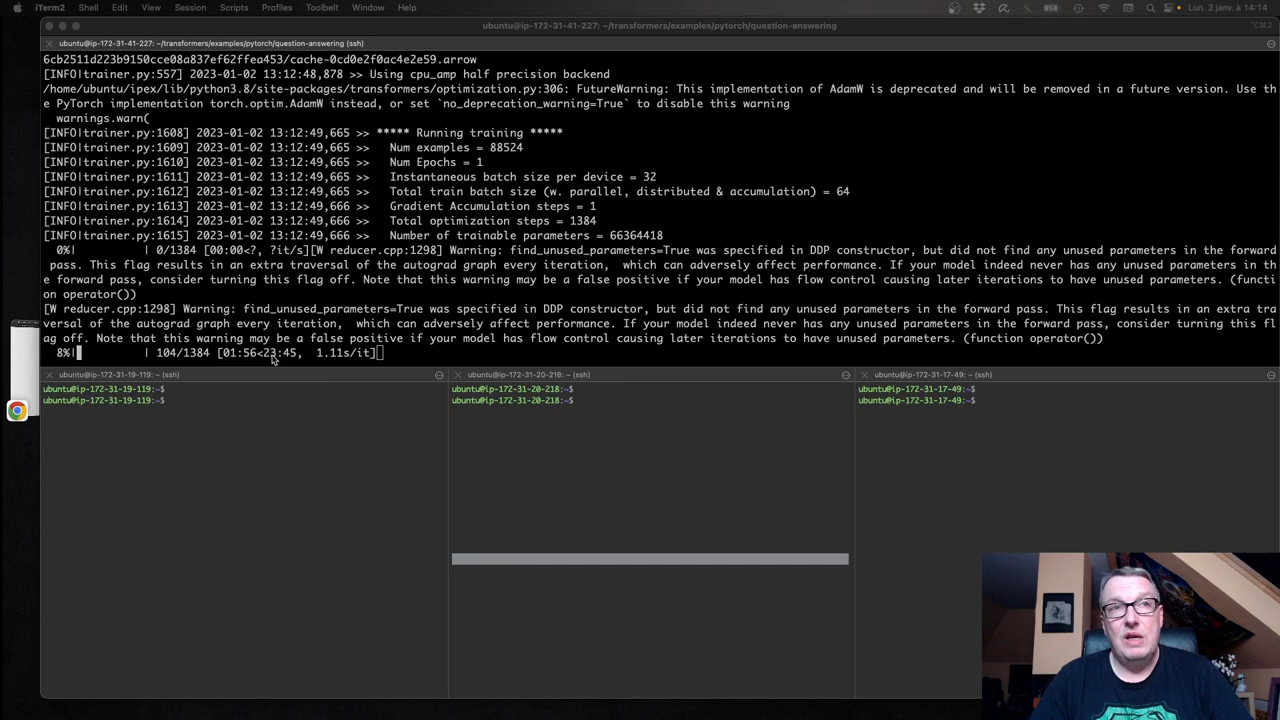 iTerm2 Shell Edit View Session Scripts Profiles Toolbelt Window Help Lun. 2 janv. à 14:14
ubuntu@ip-172-31-41-227: ~/transformers/examples/pytorch/question-answering
ubuntu@ip-172-31-41-227: ~/transformers/examples/pytorch/question-answering (ssh)
6cb2511d223b9150cce08a837ef62ffea453/cache-0cd0e2f0ac4e2e59.arrow
[INFO|trainer.py:557] 2023-01-02 13:12:48,878 >> Using cpu_amp half precision backend
/home/ubuntu/ipex/lib/python3.8/site-packages/transformers/optimization.py:306: FutureWarning: This implementation of AdamW is deprecated and will be removed in a future version. Use th
e PyTorch implementation torch.optim.AdamW instead, or set `no_deprecation_warning=True` to disable this warning
warnings.warn(
[INFO|trainer.py:1608] 2023-01-02 13:12:49,665 >> ***** Running training *****
[INFO|trainer.py:1609] 2023-01-02 13:12:49,665 >> Num examples = 88524
[INFO|trainer.py:1610] 2023-01-02 13:12:49,665 >> Num Epochs = 1
[INFO|trainer.py:1611] 2023-01-02 13:12:49,665 >> Instantaneous batch size per device = 32
[INFO|trainer.py:1612] 2023-01-02 13:12:49,665 >> Total train batch size (w. parallel, distributed & accumulation) = 64
[INFO|trainer.py:1613] 2023-01-02 13:12:49,665 >> Gradient Accumulation steps = 1
[INFO|trainer.py:1614] 2023-01-02 13:12:49,666 >> Total optimization steps = 1384
[INFO|trainer.py:1615] 2023-01-02 13:12:49,666 >> Number of trainable parameters = 66364418
0%| | 0/1384 [00:00<?, ?it/s][W reducer.cpp:1298] Warning: find_unused_parameters=True was specified in DDP constructor, but did not find any unused parameters in the forward
pass. This flag results in an extra traversal of the autograd graph every iteration, which can adversely affect performance. If your model indeed never has any unused parameters in th
e forward pass, consider turning this flag off. Note that this warning may be a false positive if your model has flow control causing later iterations to have unused parameters. (functi
on operator())
[W reducer.cpp:1298] Warning: find_unused_parameters=True was specified in DDP constructor, but did not find any unused parameters in the forward pass. This flag results in an extra tra
versal of the autograd graph every iteration, which can adversely affect performance. If your model indeed never has any unused parameters in the forward pass, consider turning this fl
ag off. Note that this warning may be a false positive if your model has flow control causing later iterations to have unused parameters. (function operator())
8%| | 104/1384 [01:56<23:45, 1.11s/it]
ubuntu@ip-172-31-19-119: ~ (ssh)
ubuntu@ip-172-31-19-119:~$
ubuntu@ip-172-31-19-119:~$
ubuntu@ip-172-31-20-218: ~ (ssh)
ubuntu@ip-172-31-20-218:~$
ubuntu@ip-172-31-20-218:~$
ubuntu@ip-172-31-17-49: ~ (ssh)
ubuntu@ip-172-31-17-49:~$
ubuntu@ip-172-31-17-49:~$